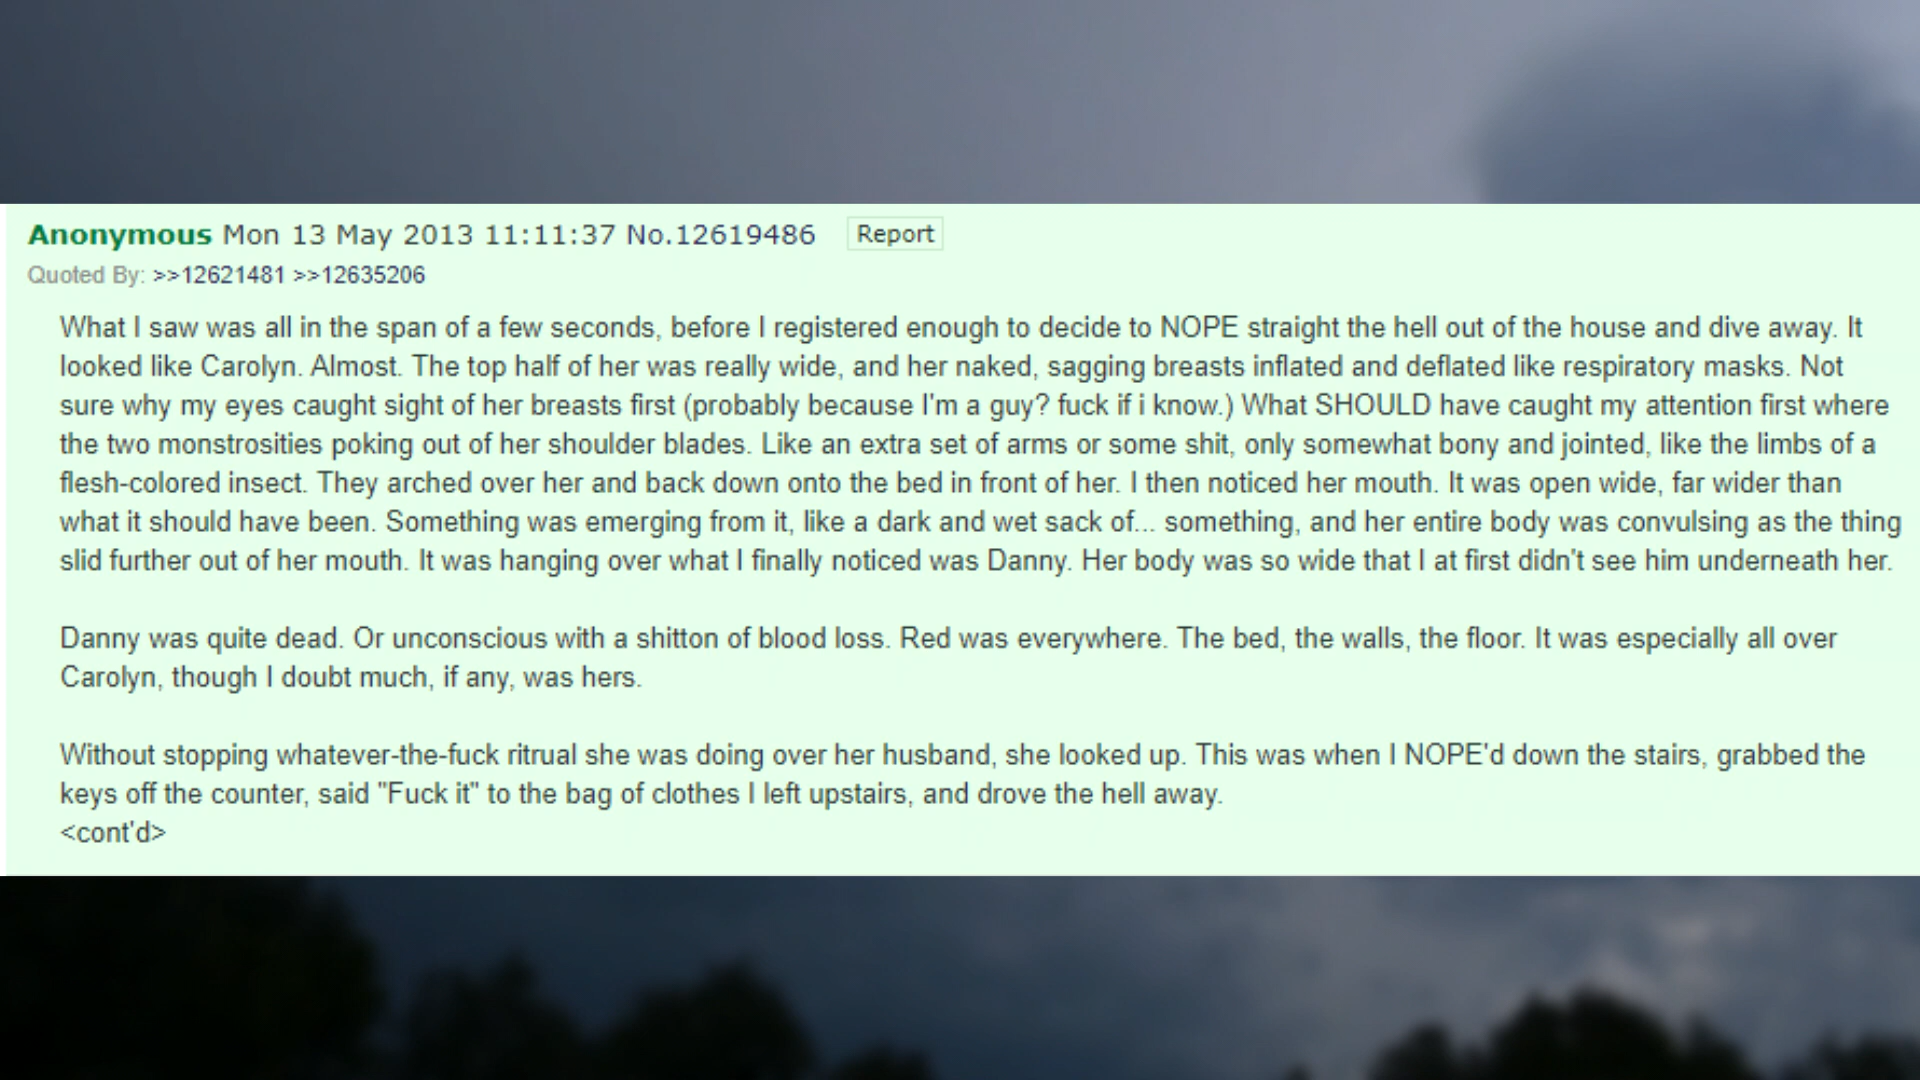 Anonymous Mon 13 May 2013 11:11:37 No.12619486 Report
Quoted By: >>12621481 >>12635206
What I saw was all in the span of a few seconds, before I registered enough to decide to NOPE straight the hell out of the house and dive away. It
looked like Carolyn. Almost. The top half of her was really wide, and her naked, sagging breasts inflated and deflated like respiratory masks. Not
sure why my eyes caught sight of her breasts first (probably because I'm a guy? fuck if i know.) What SHOULD have caught my attention first where
the two monstrosities poking out of her shoulder blades. Like an extra set of arms or some shit, only somewhat bony and jointed, like the limbs of a
flesh-colored insect. They arched over her and back down onto the bed in front of her. I then noticed her mouth. It was open wide, far wider than
what it should have been. Something was emerging from it, like a dark and wet sack of... something, and her entire body was convulsing as the thing
slid further out of her mouth. It was hanging over what I finally noticed was Danny. Her body was so wide that I at first didn't see him underneath her.
Danny was quite dead. Or unconscious with a shitton of blood loss. Red was everywhere. The bed, the walls, the floor. It was especially all over
Carolyn, though I doubt much, if any, was hers.
Without stopping whatever-the-fuck ritrual she was doing over her husband, she looked up. This was when I NOPE'd down the stairs, grabbed the
keys off the counter, said "Fuck it" to the bag of clothes I left upstairs, and drove the hell away.
<cont'd>